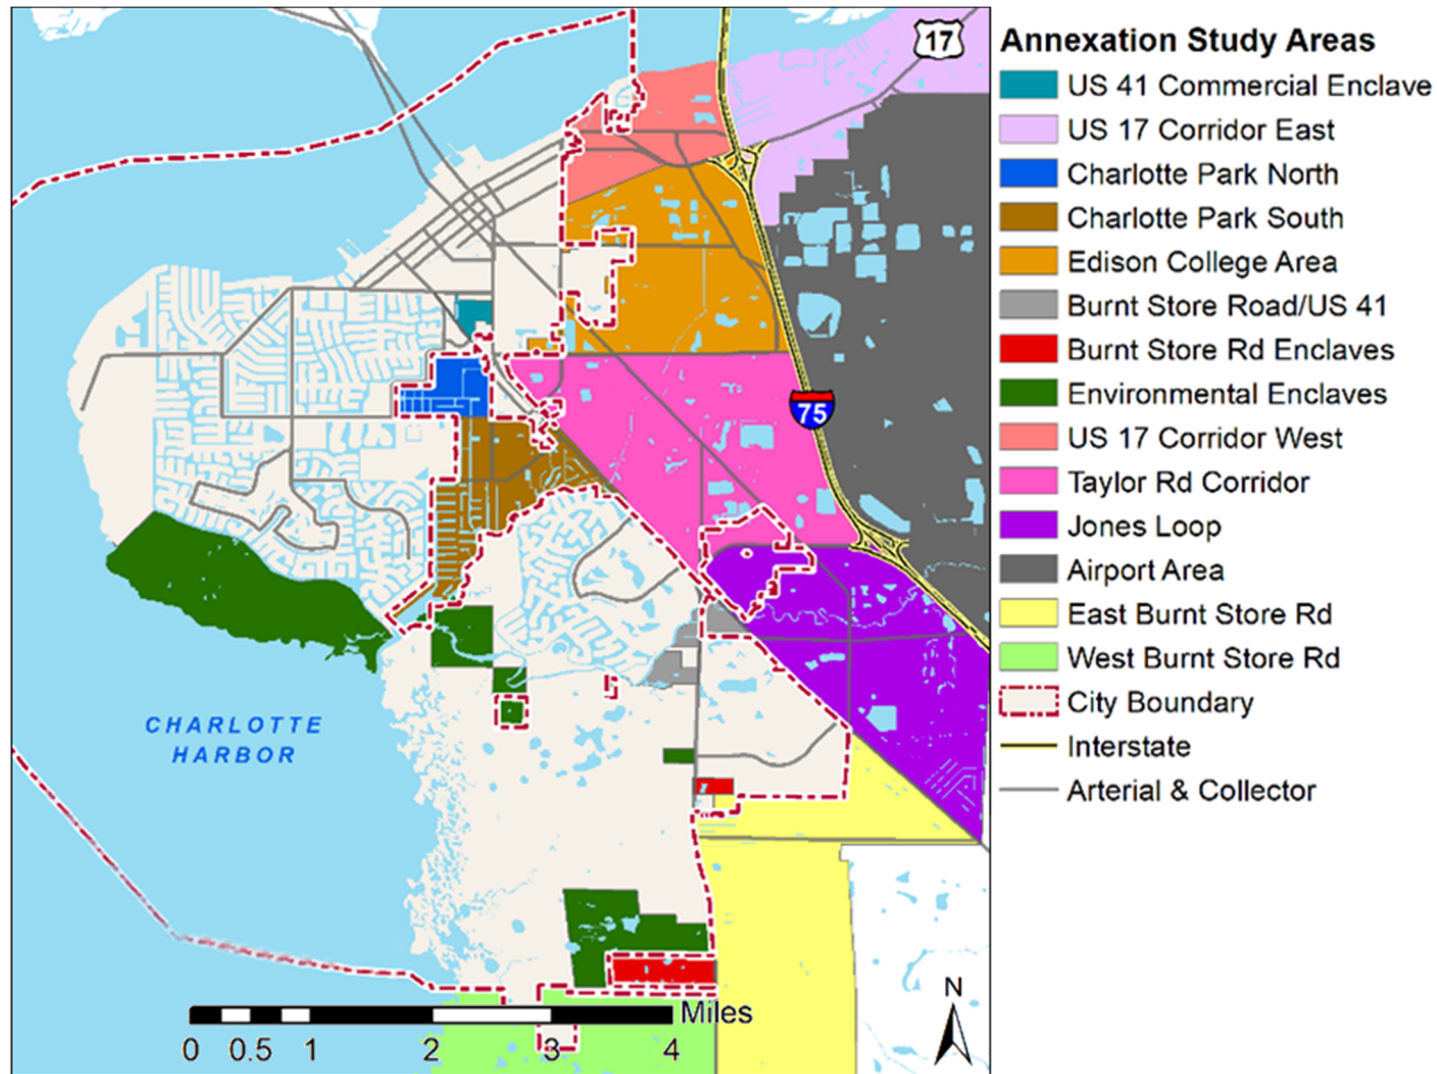 17
Annexation Study Areas
US 41 Commercial Enclave
US 17 Corridor East
Charlotte Park North
Charlotte Park South
Edison College Area
Burnt Store Road/US 41
Burnt Store Rd Enclaves
Environmental Enclaves
US 17 Corridor West
Taylor Rd Corridor
Jones Loop
Airport Area
East Burnt Store Rd
West Burnt Store Rd
City Boundary
Interstate
Arterial & Collector
75
CHARLOTTE
HARBOR
N
Miles
0 0.5 1 2 3 4